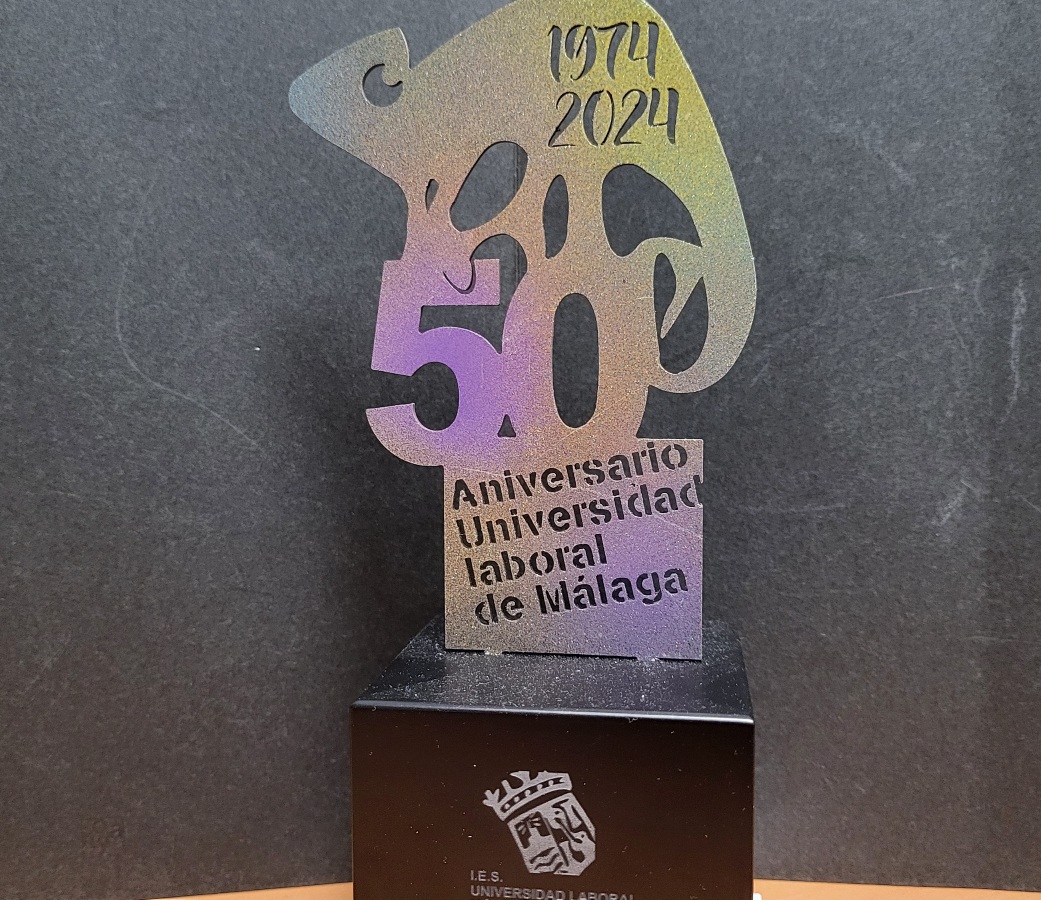 1974
2024
50
Aniversario
Universidad
laboral
de Málaga
I.E.S.
UNIVERSIDAD LABORAL